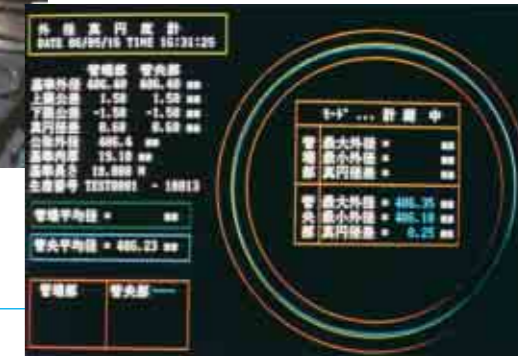 外 径 真 円 度 計
DATE 86/05/15 TIME 16:31:25
管端部 管央部
基準外径 406.40 406.40 mm
上限公差 1.50 1.50 mm
下限公差 -1.50 -1.50 mm
真円径差 0.60 0.60 mm
公称外径 406.4 mm
基準肉厚 19.10 mm
基準長さ 10.000 M
生産番号 TEST0001 - 10013
管端平均径 = mm
管央平均径 = 406.23 mm
管端部 管央部
モード ... 計 測 中
管端部
最大外径 = mm
最小外径 = mm
真円径差 = mm
管央部
最大外径 = 406.35 mm
最小外径 = 406.10 mm
真円径差 = 0.25 mm